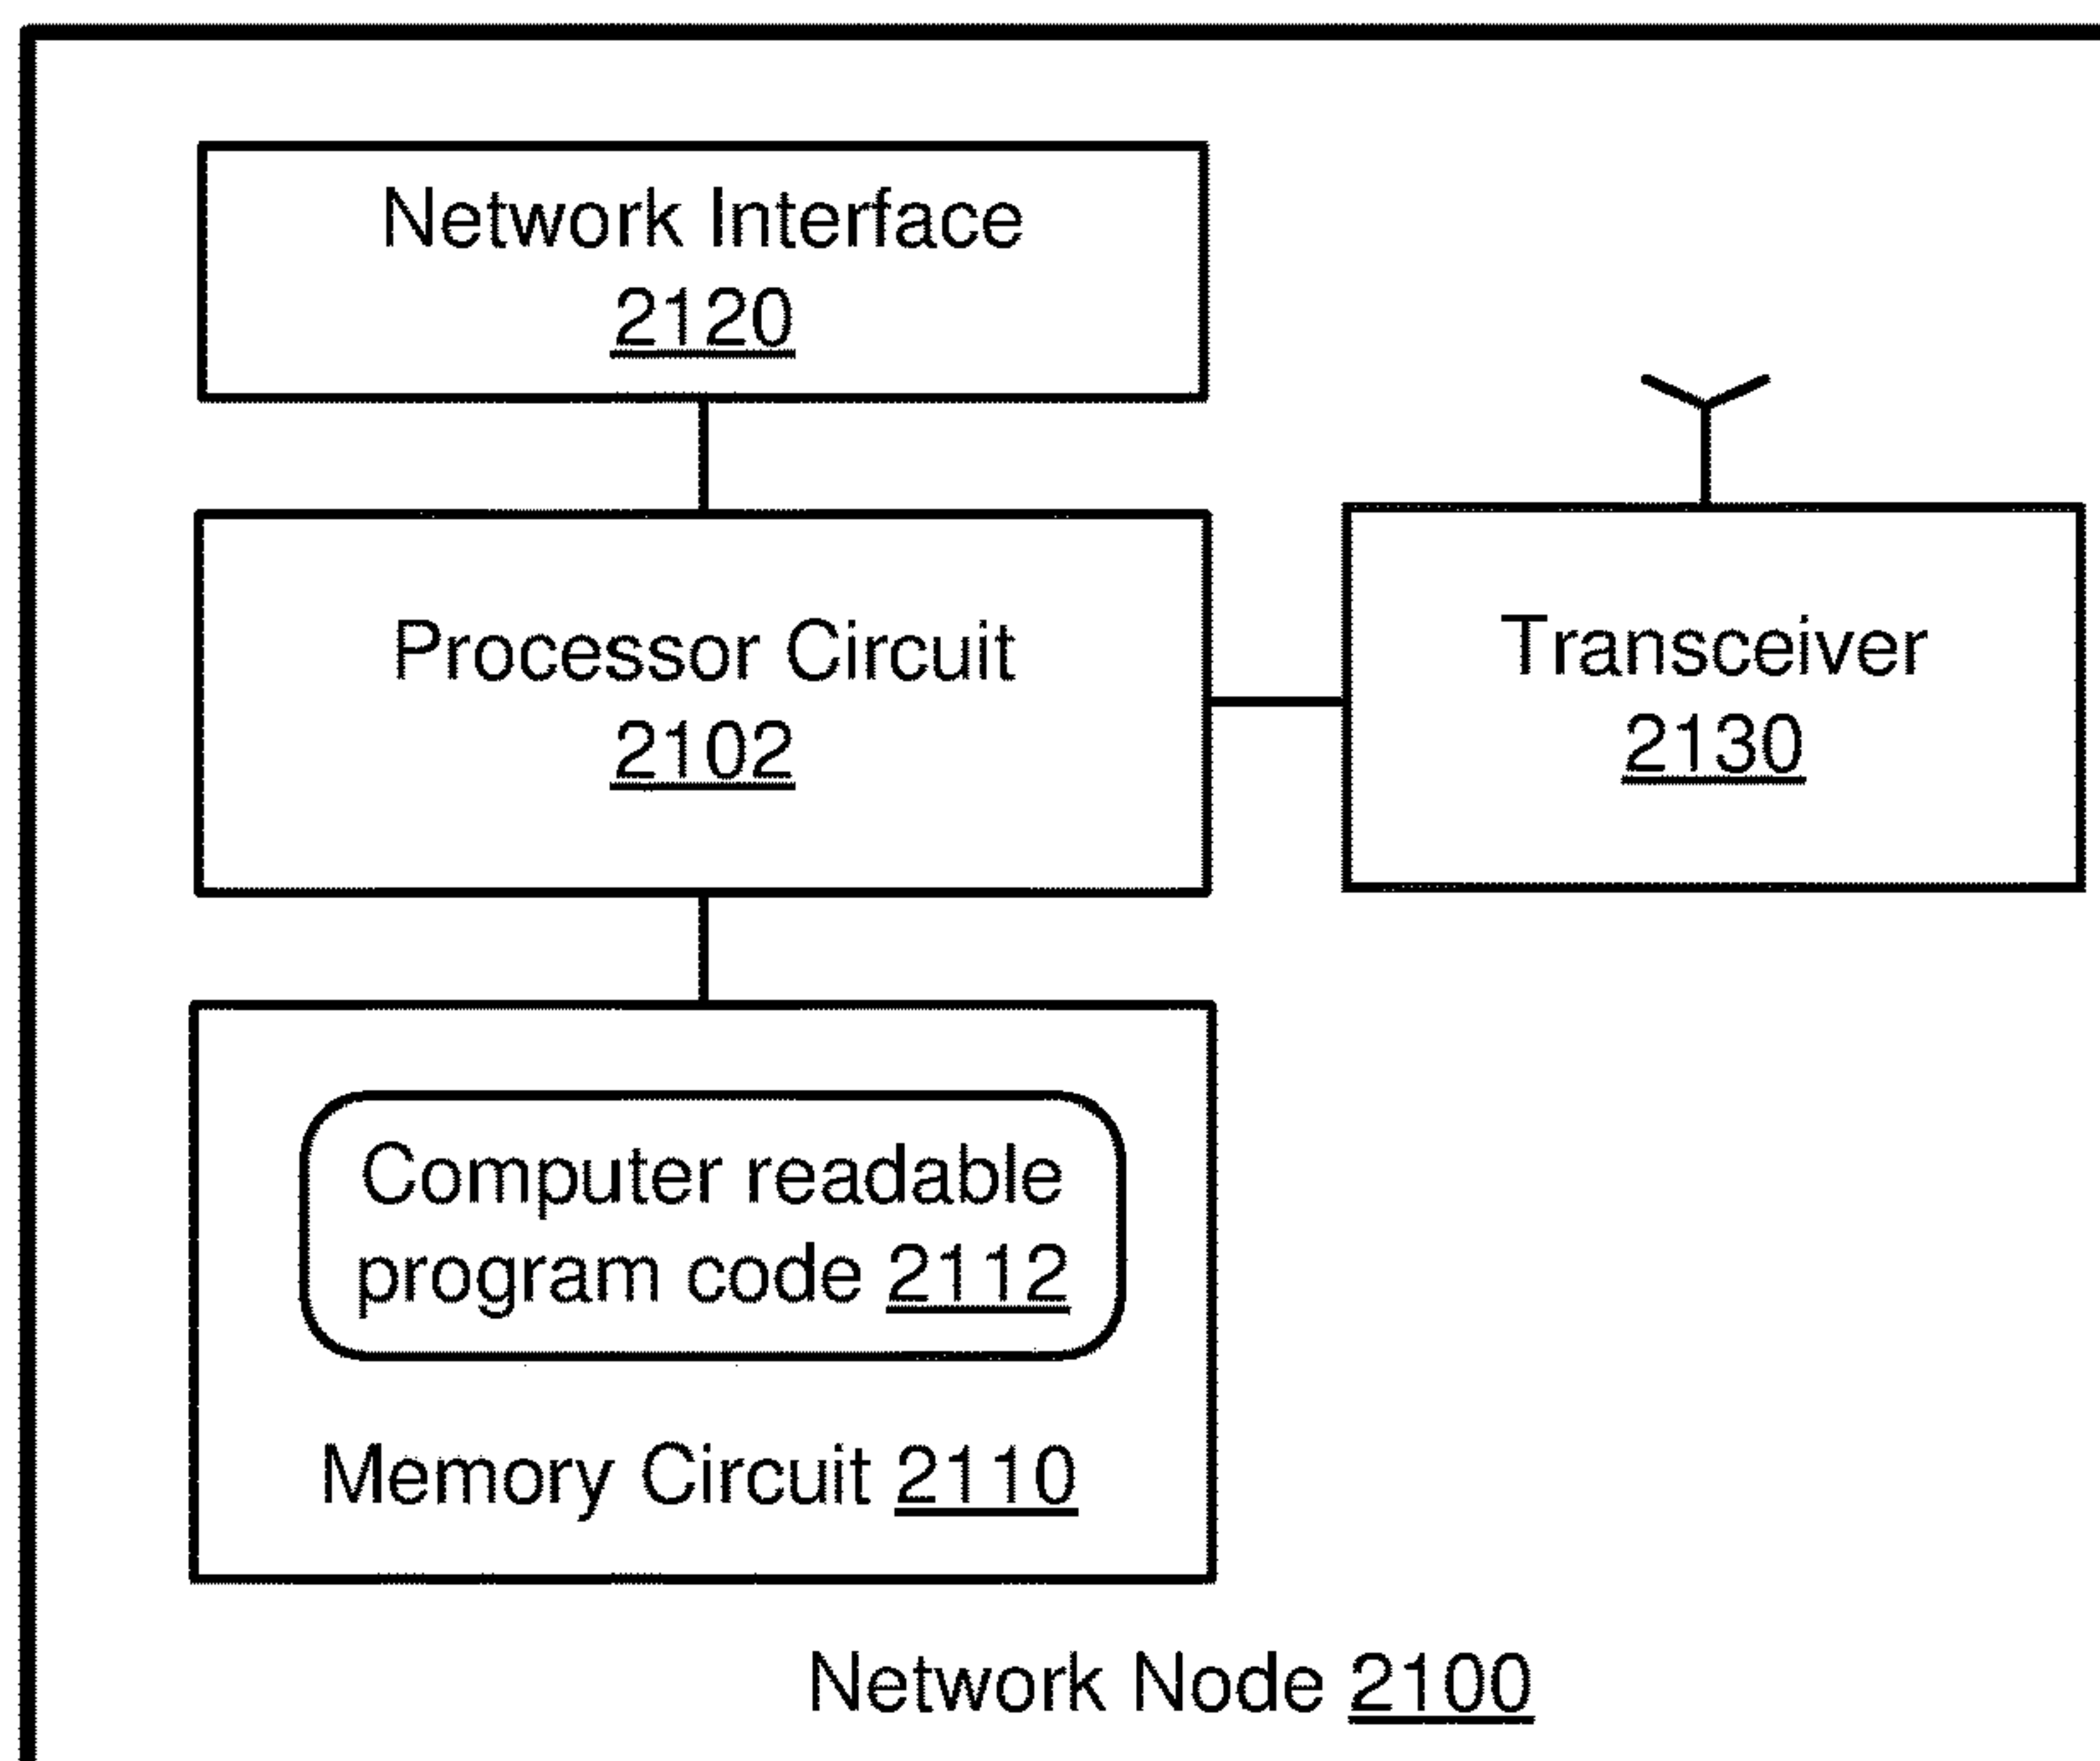 Network Interface
2120
Processor Circuit
2102
Transceiver
2130
Computer readable
program code 2112
Memory Circuit 2110
Network Node 2100